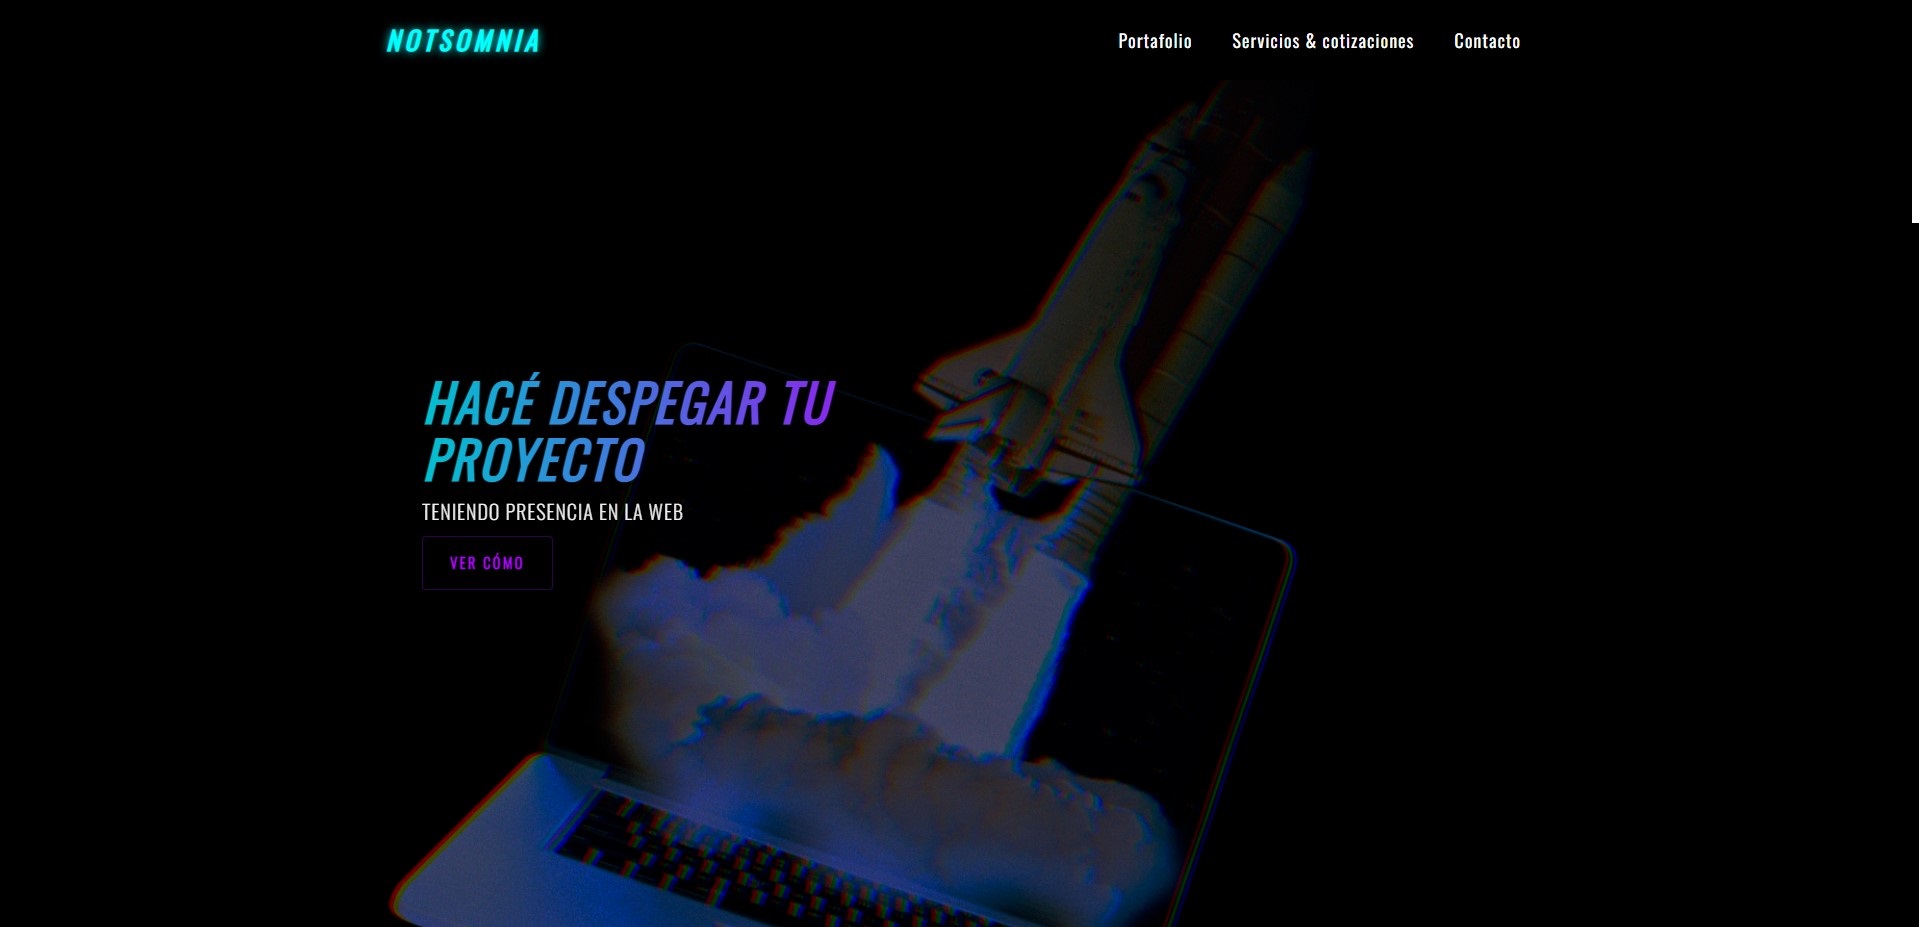 NOTSOMNIA
Portafolio
Servicios & cotizaciones
Contacto
HACÉ DESPEGAR TU
PROYECTO
TENIENDO PRESENCIA EN LA WEB
VER CÓMO